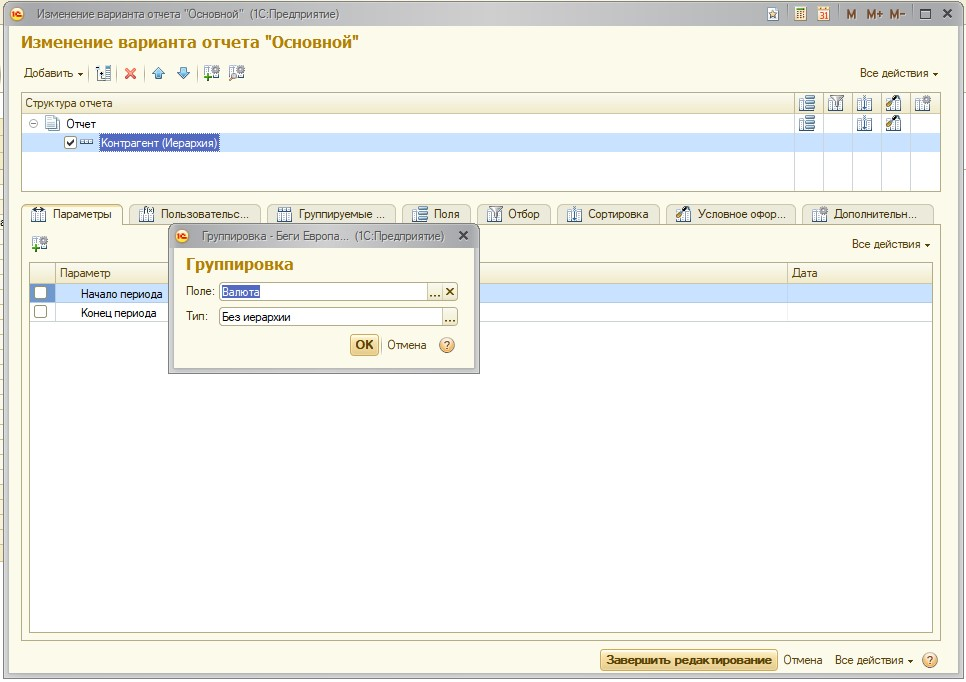 Изменение варианта отчета "Основной" (1С:Предприятие)
31 M M+ M-
Изменение варианта отчета "Основной"
Добавить
Все действия
Структура отчета
Отчет
Контрагент (Иерархия)
Параметры Пользовательс... Группируемые ... Поля Отбор Сортировка Условное офор... Дополнительн...
Все действия
Параметр Дата
Начало периода
Конец периода
Группировка - Беги Европа... (1С:Предприятие)
Группировка
Поле: Валюта ...
Тип: Без иерархии ...
ОК Отмена ?
Завершить редактирование Отмена Все действия ?